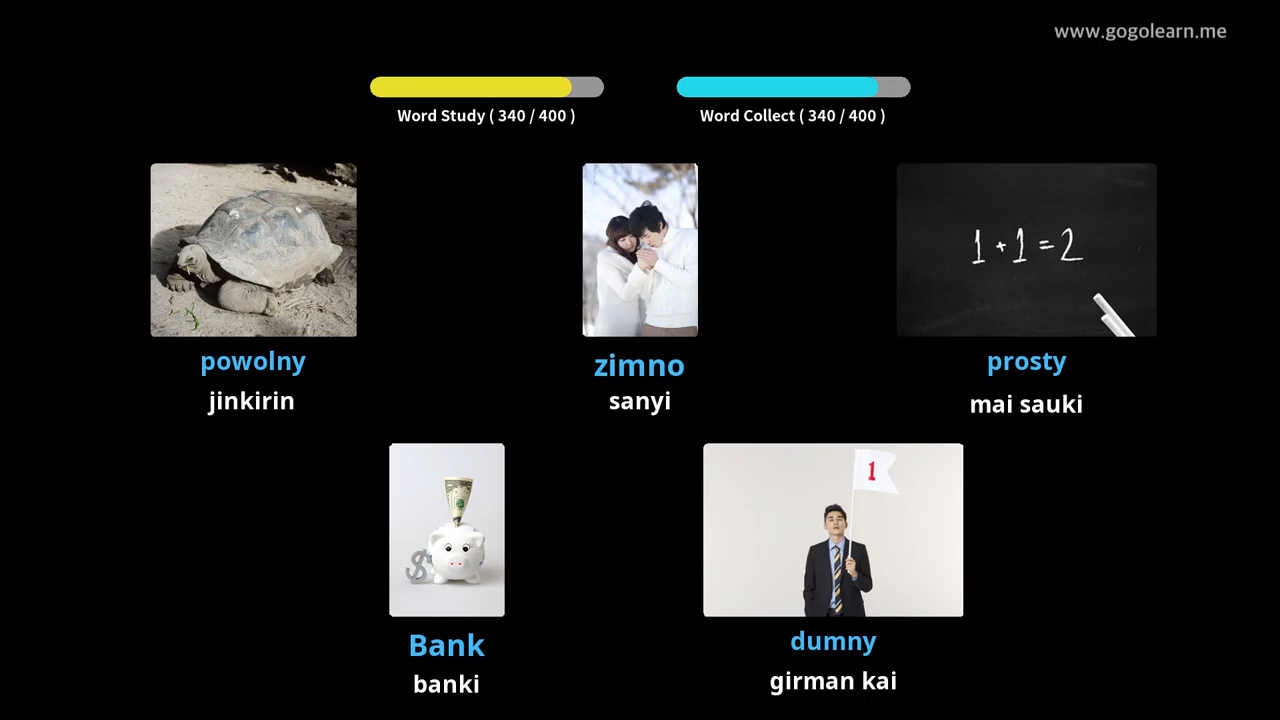 www.gogolearn.me
Word Study ( 340 / 400 )
Word Collect ( 340 / 400 )
1 + 1 = 2
powolny
jinkirin
zimno
sanyi
prosty
mai sauki
$
1
Bank
banki
dumny
girman kai